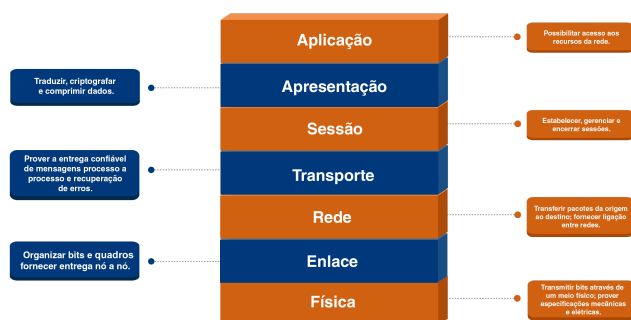 Aplicação
Possibilitar acesso aos
recursos da rede.
Traduzir, criptografar
e comprimir dados.
Apresentação
Sessão
Estabelecer, gerenciar e
encerrar sessões.
Prover a entrega confiável
de mensagens processo a
processo e recuperação
de erros.
Transporte
Rede
Transferir pacotes da origem
ao destino; fornecer ligação
entre redes.
Organizar bits e quadros
fornecer entrega nó a nó.
Enlace
Física
Transmitir bits através de
um meio físico; prover
especificações mecânicas
e elétricas.